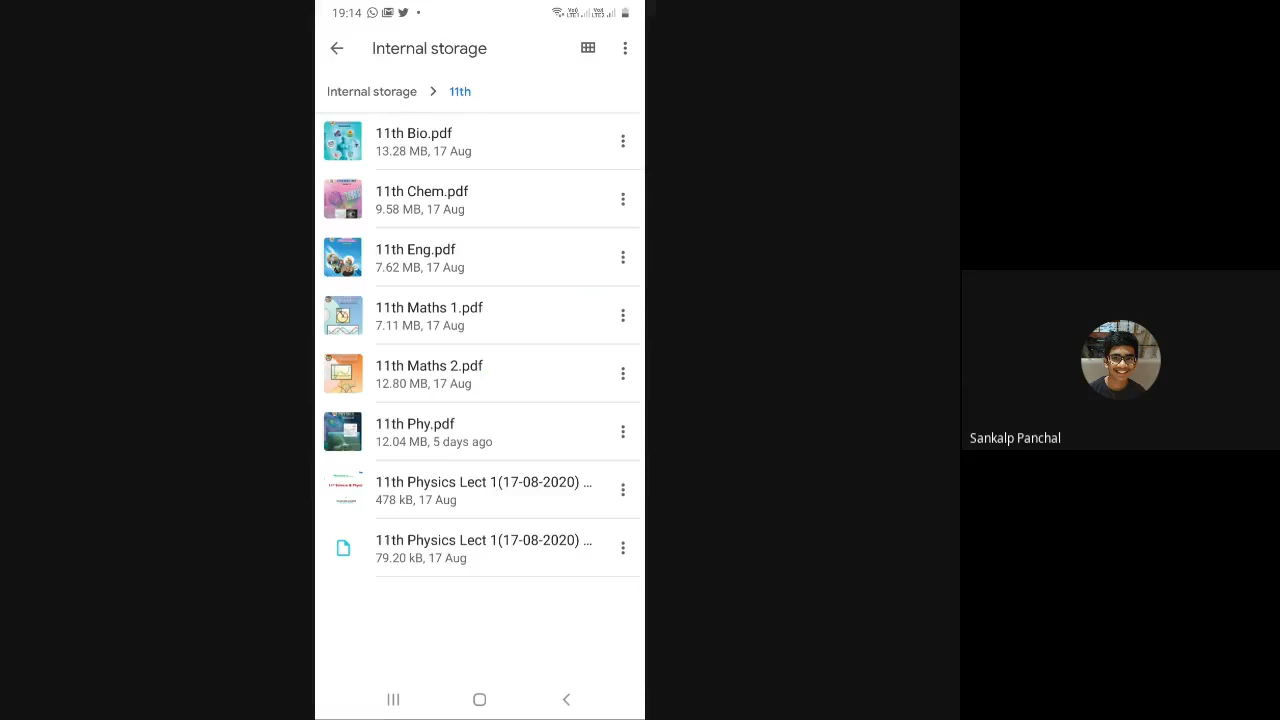 19:14
Internal storage
Internal storage > 11th
11th Bio.pdf
13.28 MB, 17 Aug
11th Chem.pdf
9.58 MB, 17 Aug
11th Eng.pdf
7.62 MB, 17 Aug
11th Maths 1.pdf
7.11 MB, 17 Aug
11th Maths 2.pdf
12.80 MB, 17 Aug
11th Phy.pdf
12.04 MB, 5 days ago
11th Physics Lect 1(17-08-2020) ...
478 kB, 17 Aug
11th Physics Lect 1(17-08-2020) ...
79.20 kB, 17 Aug
Sankalp Panchal